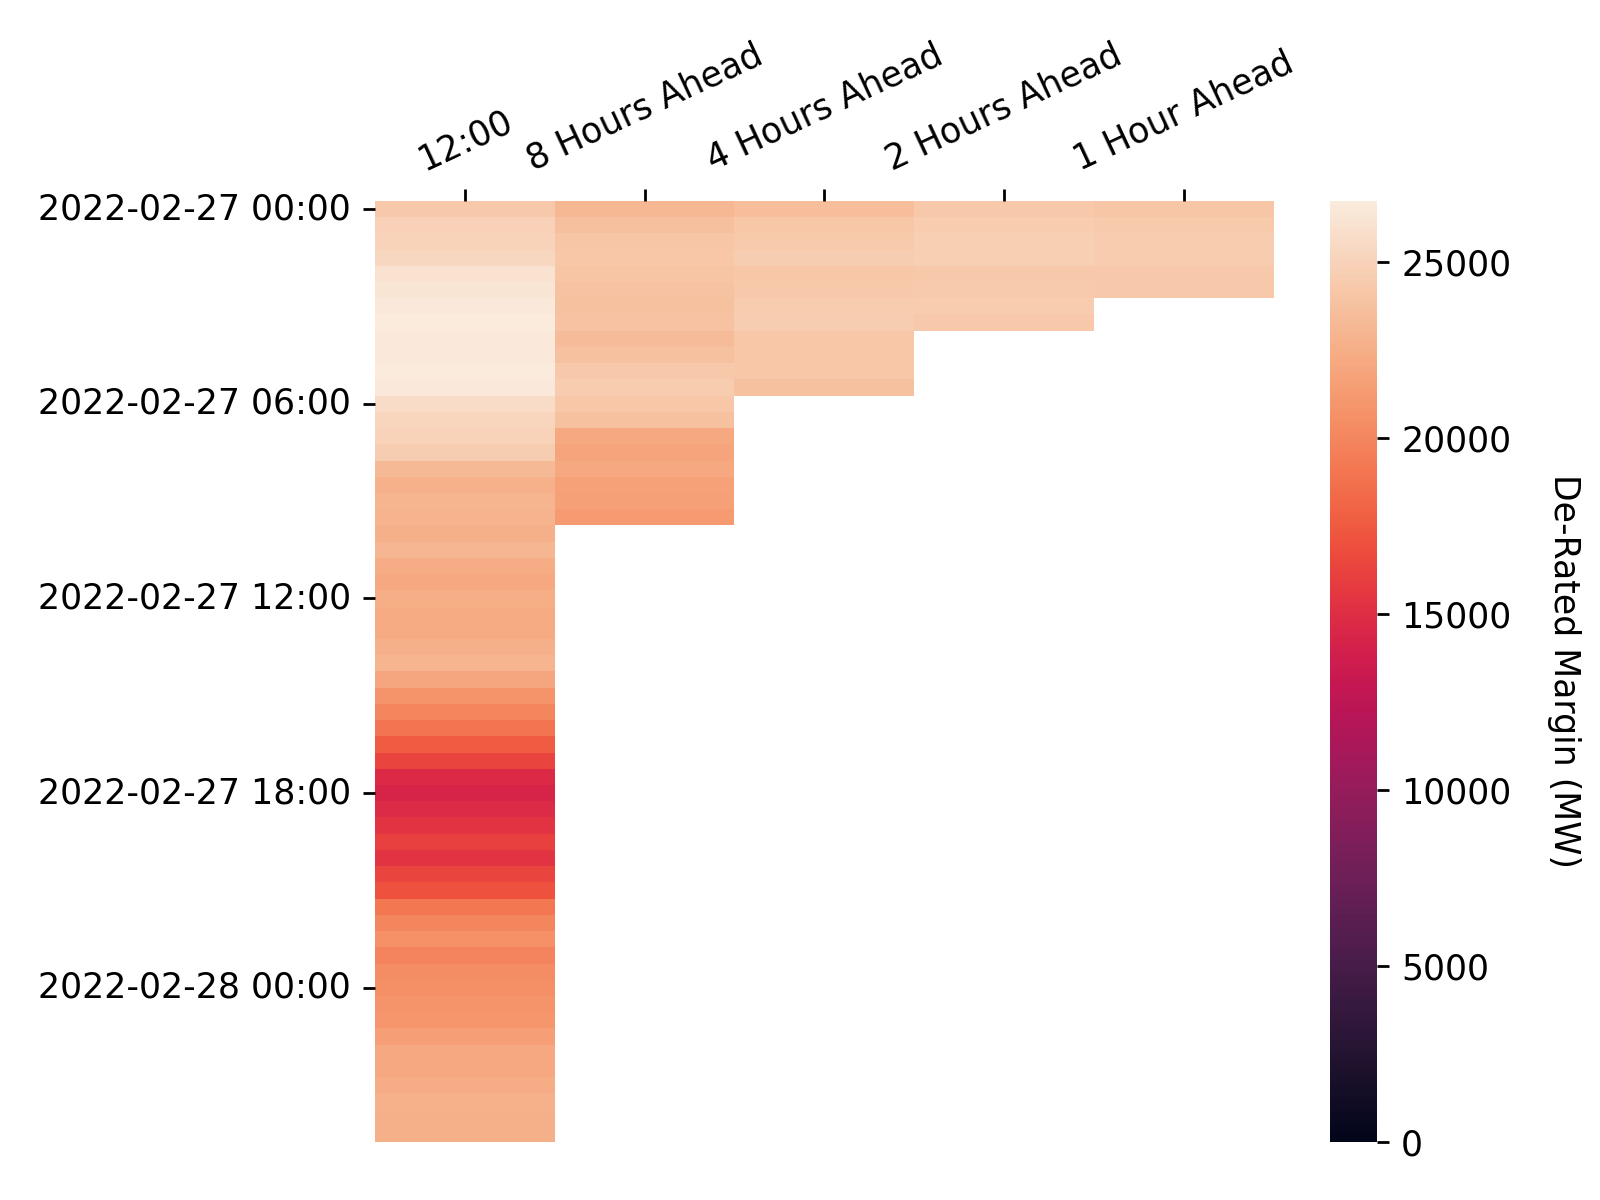 12:00
8 Hours Ahead
4 Hours Ahead
2 Hours Ahead
1 Hour Ahead
2022-02-27 00:00
2022-02-27 06:00
2022-02-27 12:00
2022-02-27 18:00
2022-02-28 00:00
25000
20000
15000
10000
5000
0
De-Rated Margin (MW)